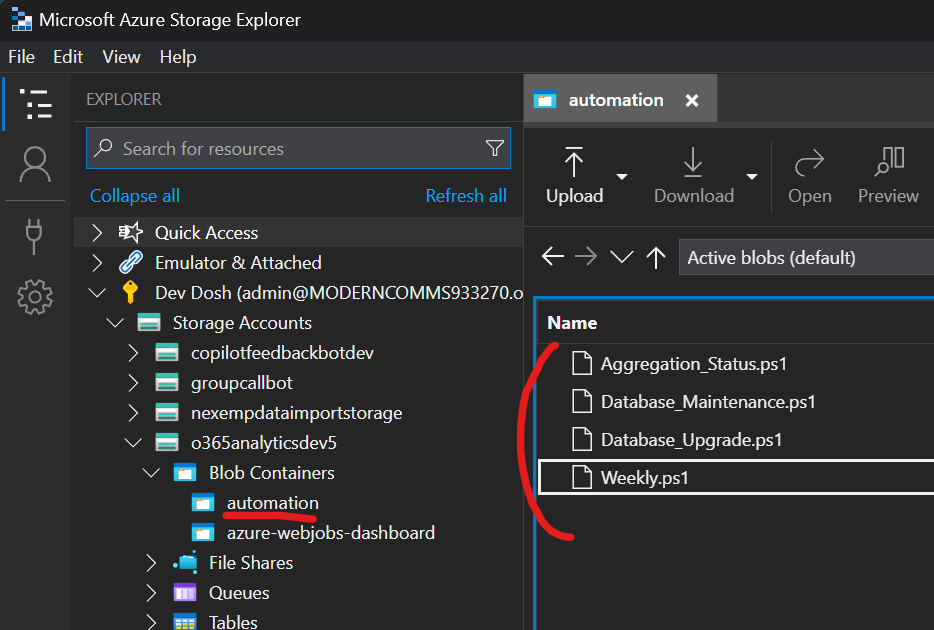 Microsoft Azure Storage Explorer
File Edit View Help
EXPLORER
Search for resources
Collapse all Refresh all
Quick Access
Emulator & Attached
Dev Dosh (admin@MODERNCOMMS933270.o
Storage Accounts
copilotfeedbackbotdev
groupcallbot
nexempdataimportstorage
o365analyticsdev5
Blob Containers
automation
azure-webjobs-dashboard
File Shares
Queues
Tables
automation
Upload Download Open Preview
Active blobs (default)
Name
Aggregation_Status.ps1
Database_Maintenance.ps1
Database_Upgrade.ps1
Weekly.ps1